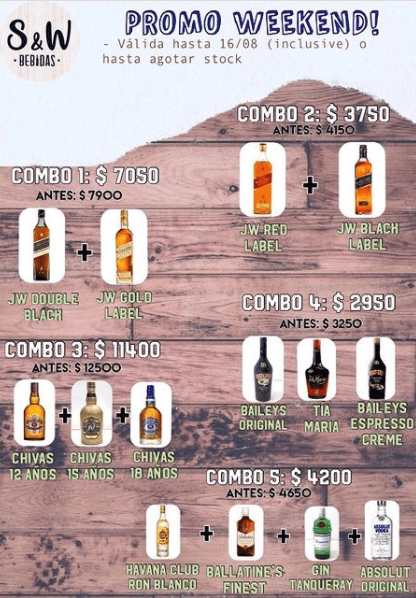 S&W
•BEBIDAS•
PROMO WEEKEND!
- Válida hasta 16/08 (inclusive) o
hasta agotar stock
COMBO 1: $ 7050
ANTES: $ 7900
JW DOUBLE
BLACK
+
JW GOLD
LABEL
COMBO 2: $ 3750
ANTES: $ 4150
JW RED
LABEL
+
JW BLACK
LABEL
COMBO 3: $ 11400
ANTES: $ 12500
CHIVAS
12 AÑOS
+
CHIVAS
15 AÑOS
+
CHIVAS
18 AÑOS
COMBO 4: $ 2950
ANTES: $ 3250
BAILEYS
ORIGINAL
TÍA
MARIA
BAILEYS
ESPRESSO
CREME
COMBO 5: $ 4200
ANTES: $ 4650
HAVANA CLUB
RON BLANCO
+
BALLATINE'S
FINEST
+
GIN
TANQUERAY
+
ABSOLUT
ORIGINAL
ABSOLUT
VODKA